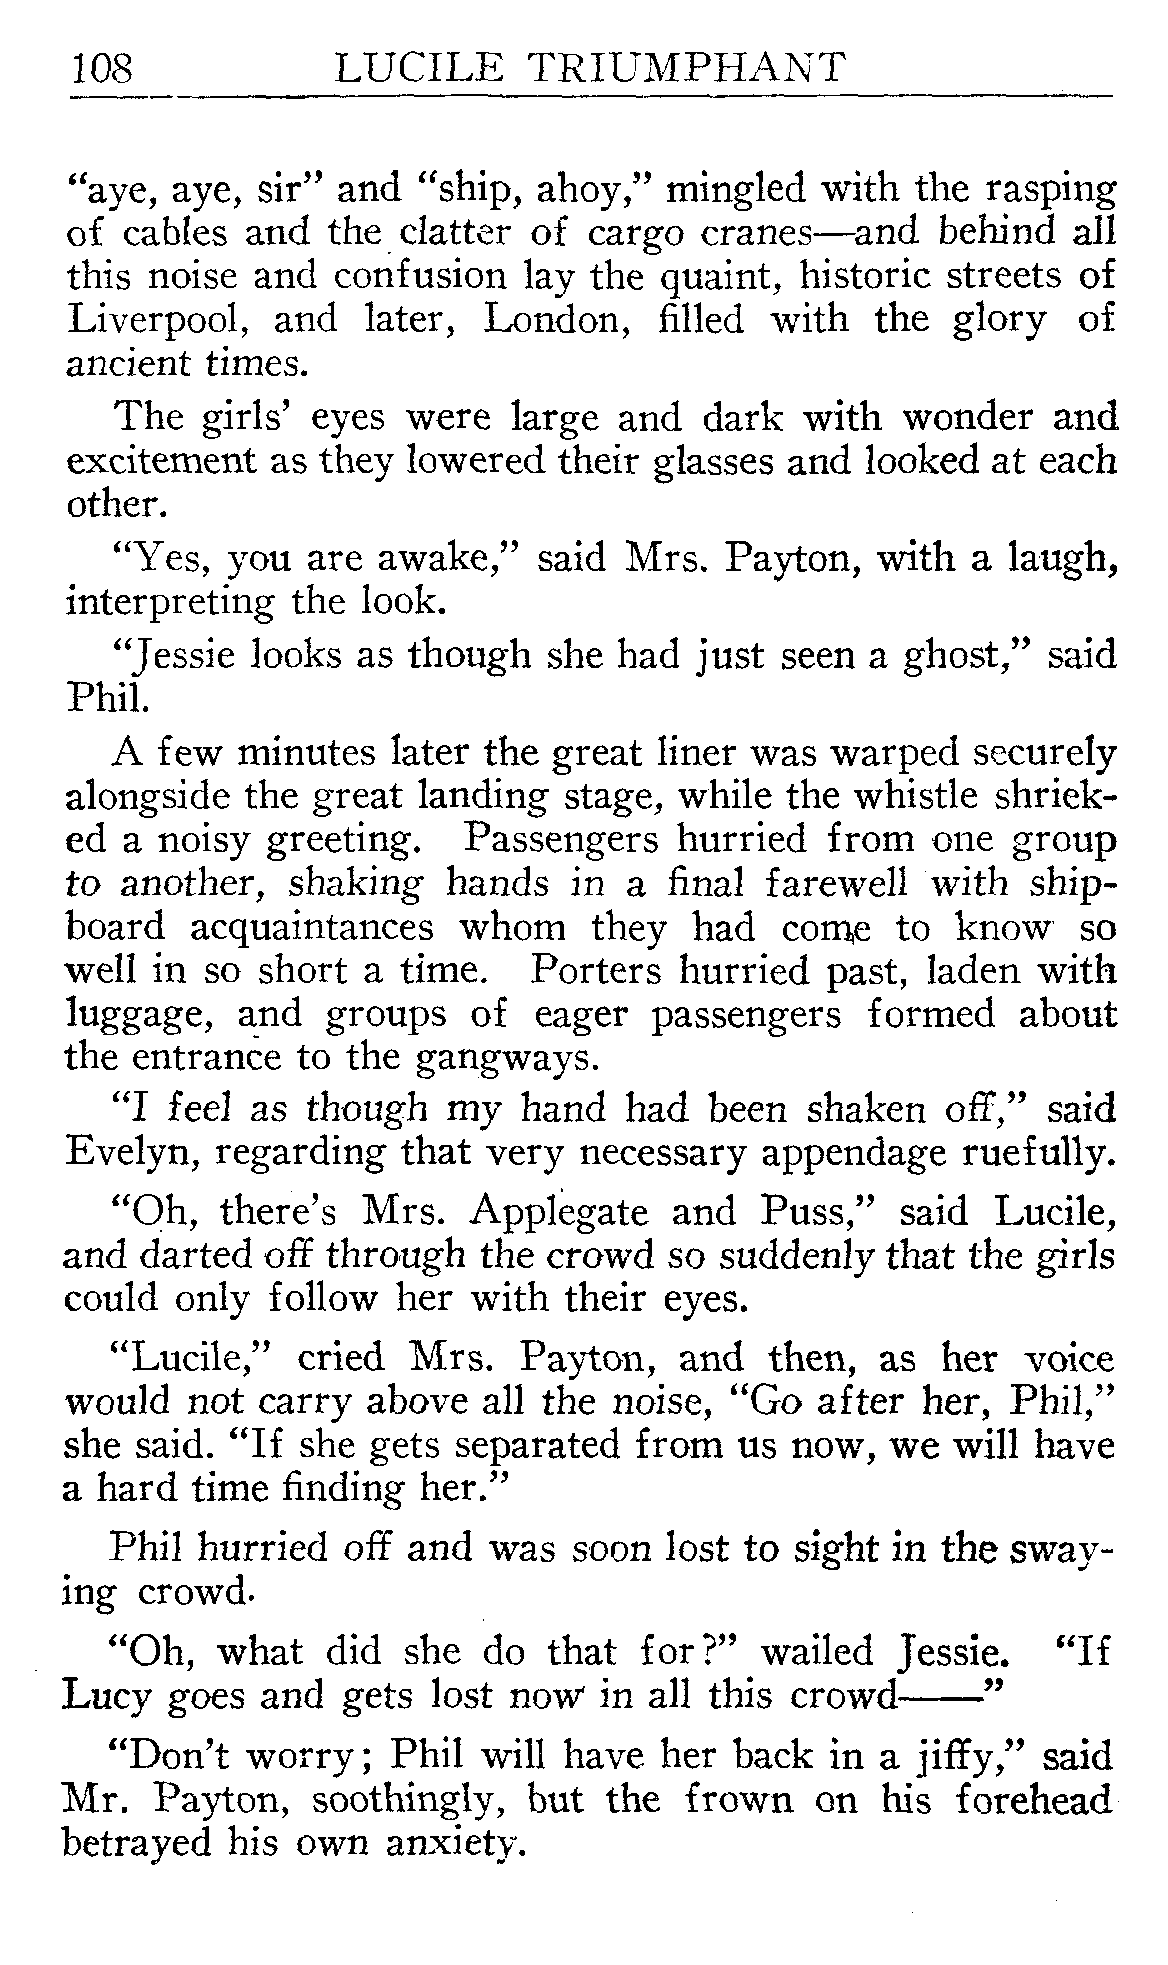 108 LUCILE TRIUMPHANT
“aye, aye, sir” and “ship, ahoy,” mingled with the rasping
of cables and the clatter of cargo cranes—and behind all
this noise and confusion lay the quaint, historic streets of
Liverpool, and later, London, filled with the glory of
ancient times.
The girls’ eyes were large and dark with wonder and
excitement as they lowered their glasses and looked at each
other.
“Yes, you are awake,” said Mrs. Payton, with a laugh,
interpreting the look.
“Jessie looks as though she had just seen a ghost,” said
Phil.
A few minutes later the great liner was warped securely
alongside the great landing stage, while the whistle shriek-
ed a noisy greeting. Passengers hurried from one group
to another, shaking hands in a final farewell with ship-
board acquaintances whom they had come to know so
well in so short a time. Porters hurried past, laden with
luggage, and groups of eager passengers formed about
the entrance to the gangways.
“I feel as though my hand had been shaken off,” said
Evelyn, regarding that very necessary appendage ruefully.
“Oh, there’s Mrs. Applegate and Puss,” said Lucile,
and darted off through the crowd so suddenly that the girls
could only follow her with their eyes.
“Lucile,” cried Mrs. Payton, and then, as her voice
would not carry above all the noise, “Go after her, Phil,”
she said. “If she gets separated from us now, we will have
a hard time finding her.”
Phil hurried off and was soon lost to sight in the sway-
ing crowd.
“Oh, what did she do that for?” wailed Jessie. “If
Lucy goes and gets lost now in all this crowd——”
“Don’t worry; Phil will have her back in a jiffy,” said
Mr. Payton, soothingly, but the frown on his forehead
betrayed his own anxiety.